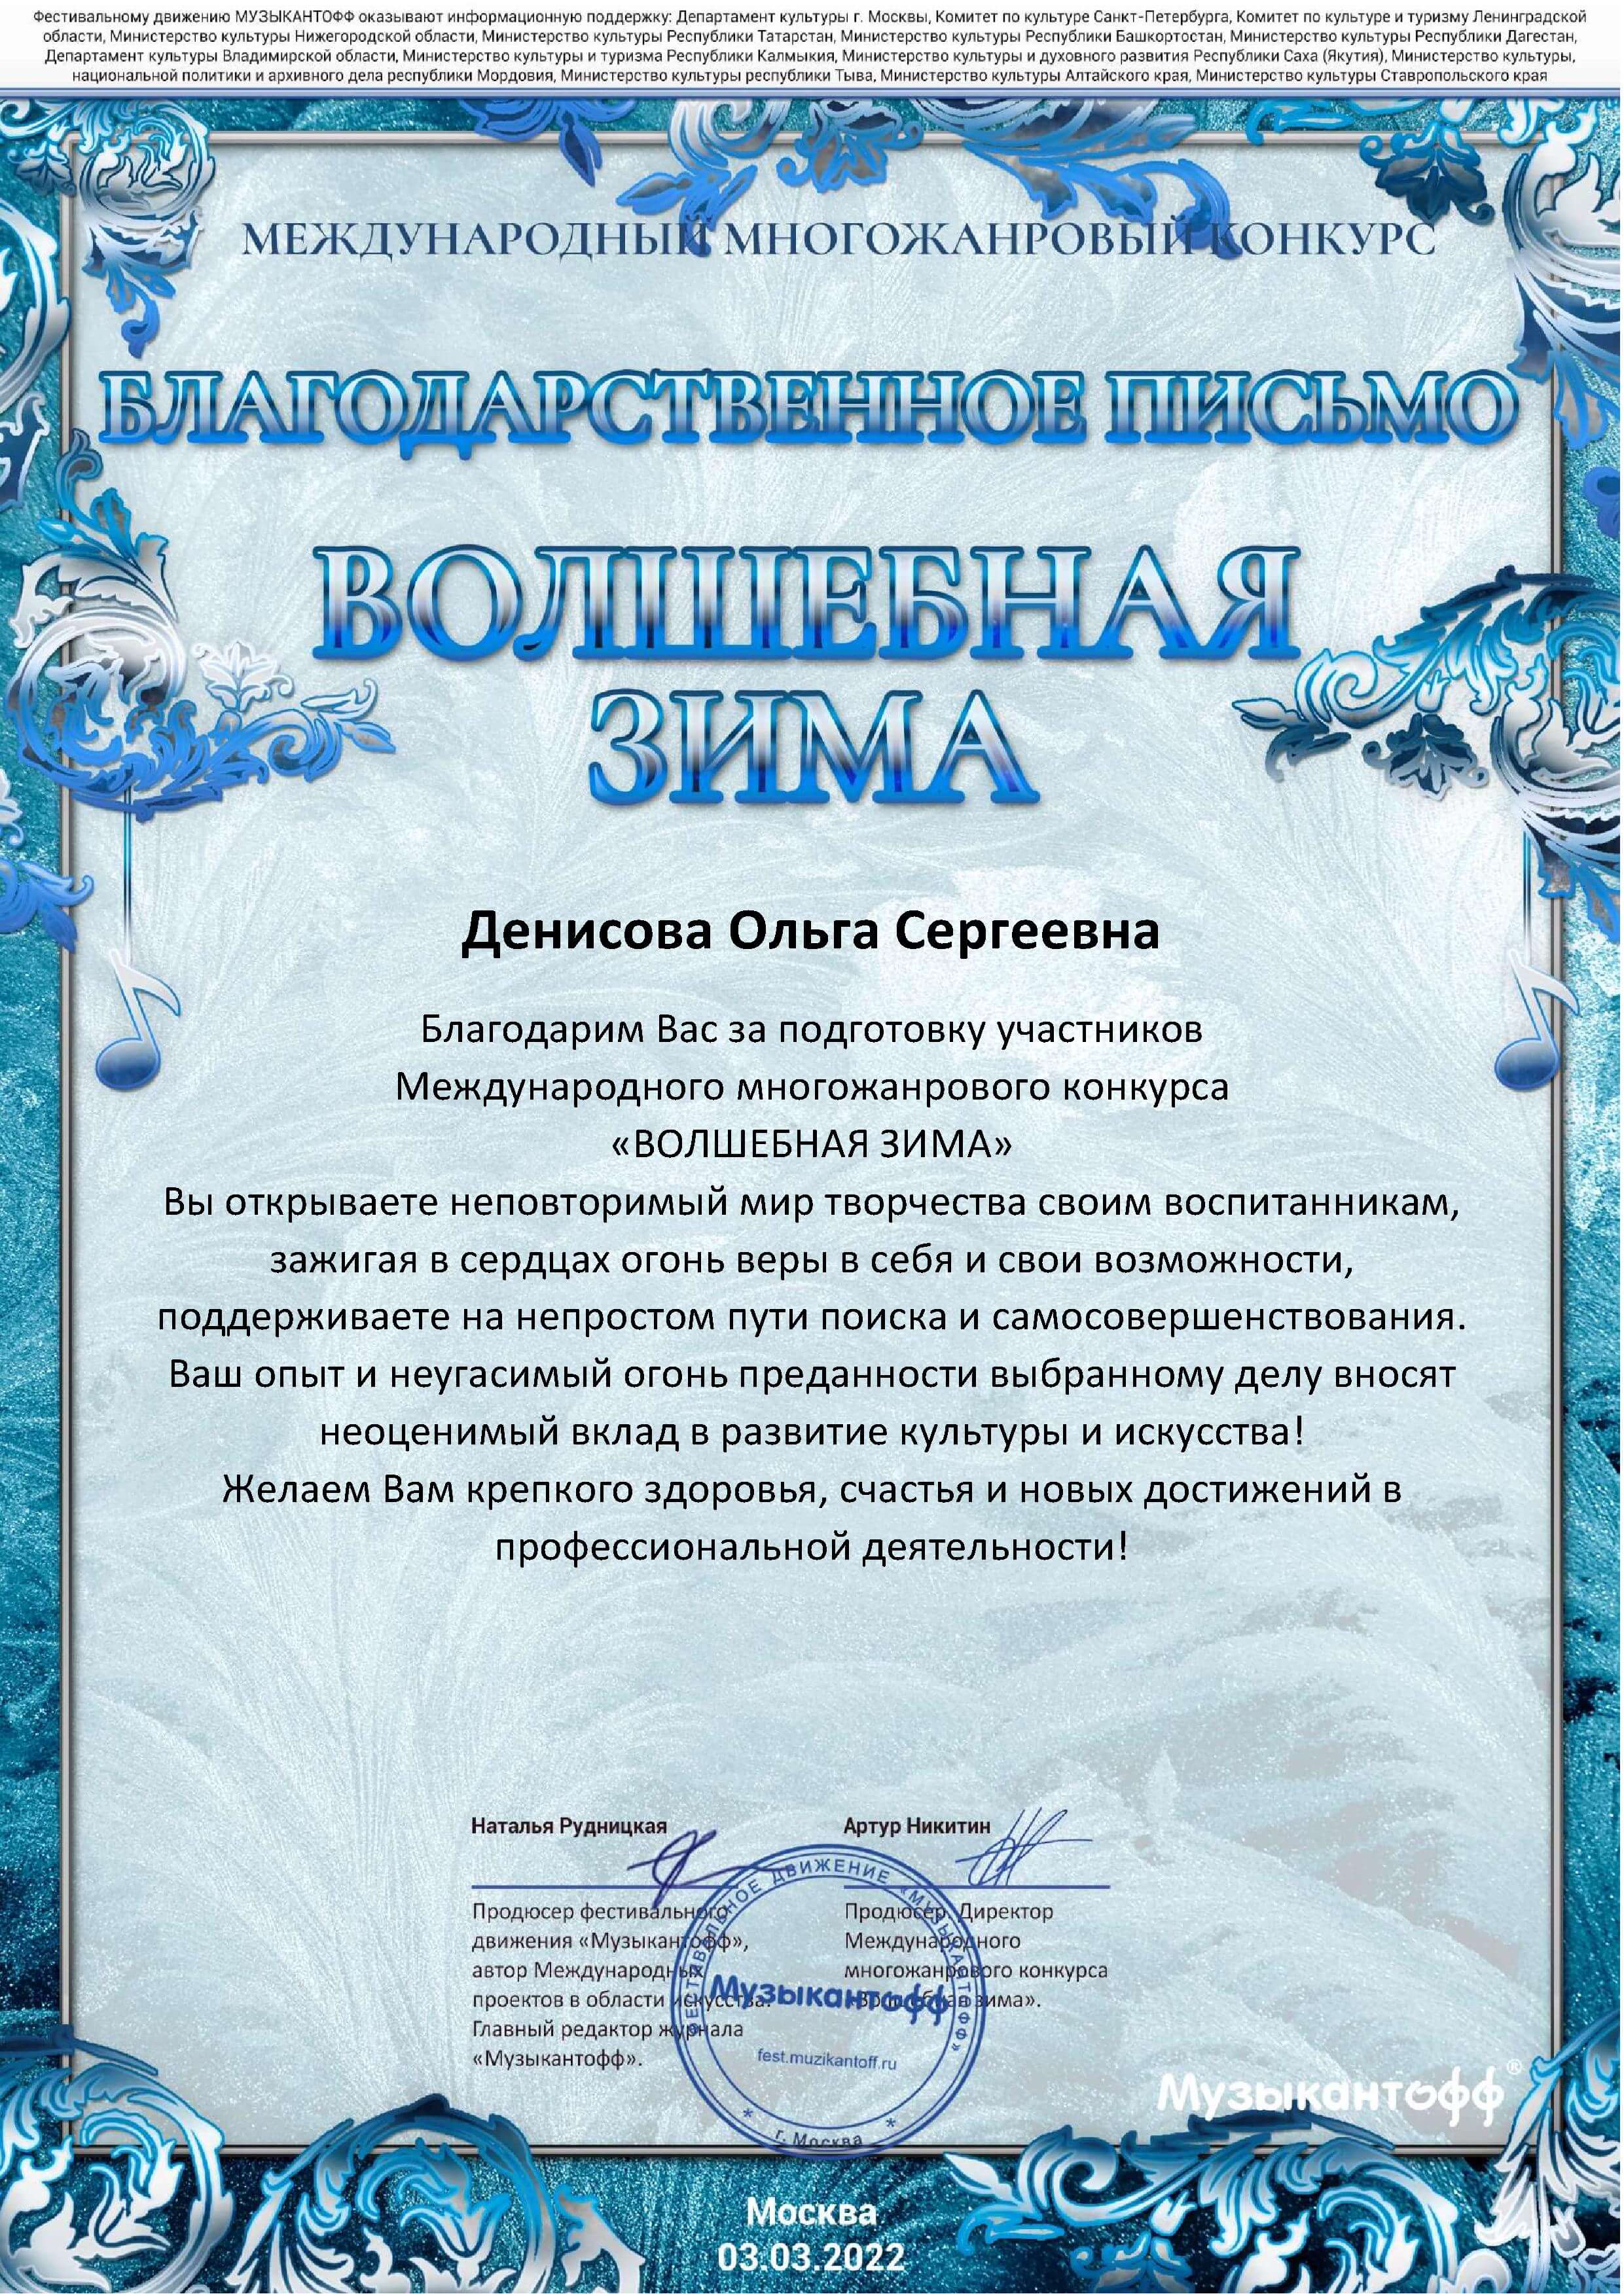 Фестивальному движению МУЗЫКАНТОФФ оказывают информационную поддержку: Департамент культуры г. Москвы, Комитет по культуре Санкт-Петербурга, Комитет по культуре и туризму Ленинградской
области, Министерство культуры Нижегородской области, Министерство культуры Республики Татарстан, Министерство культуры Республики Башкортостан, Министерство культуры Республики Дагестан,
Департамент культуры Владимирской области, Министерство культуры и туризма Республики Калмыкия, Министерство культуры и духовного развития Республики Саха (Якутия), Министерство культуры,
национальной политики и архивного дела республики Мордовия, Министерство культуры республики Тыва, Министерство культуры Алтайского края, Министерство культуры Ставропольского края
МЕЖДУНАРОДНЫЙ МНОГОЖАНРОВЫЙ КОНКУРС
БЛАГОДАРСТВЕННОЕ ПИСЬМО
ВОЛШЕБНАЯ
ЗИМА
Денисова Ольга Сергеевна
Благодарим Вас за подготовку участников
Международного многожанрового конкурса
«ВОЛШЕБНАЯ ЗИМА»
Вы открываете неповторимый мир творчества своим воспитанникам,
зажигая в сердцах огонь веры в себя и свои возможности,
поддерживаете на непростом пути поиска и самосовершенствования.
Ваш опыт и неугасимый огонь преданности выбранному делу вносят
неоценимый вклад в развитие культуры и искусства!
Желаем Вам крепкого здоровья, счастья и новых достижений в
профессиональной деятельности!
Наталья Рудницкая
Продюсер фестивального
движения «Музыкантофф»,
автор Международных
проектов в области искусства.
Главный редактор журнала
«Музыкантофф».
Артур Никитин
Продюсер. Директор
Международного
многожанрового конкурса
«Волшебная зима».
ФЕСТИВАЛЬНОЕ ДВИЖЕНИЕ «МУЗЫКАНТОФФ»
Музыкантофф
fest.muzikantoff.ru
* г. Москва *
Музыкантофф®
Москва
03.03.2022